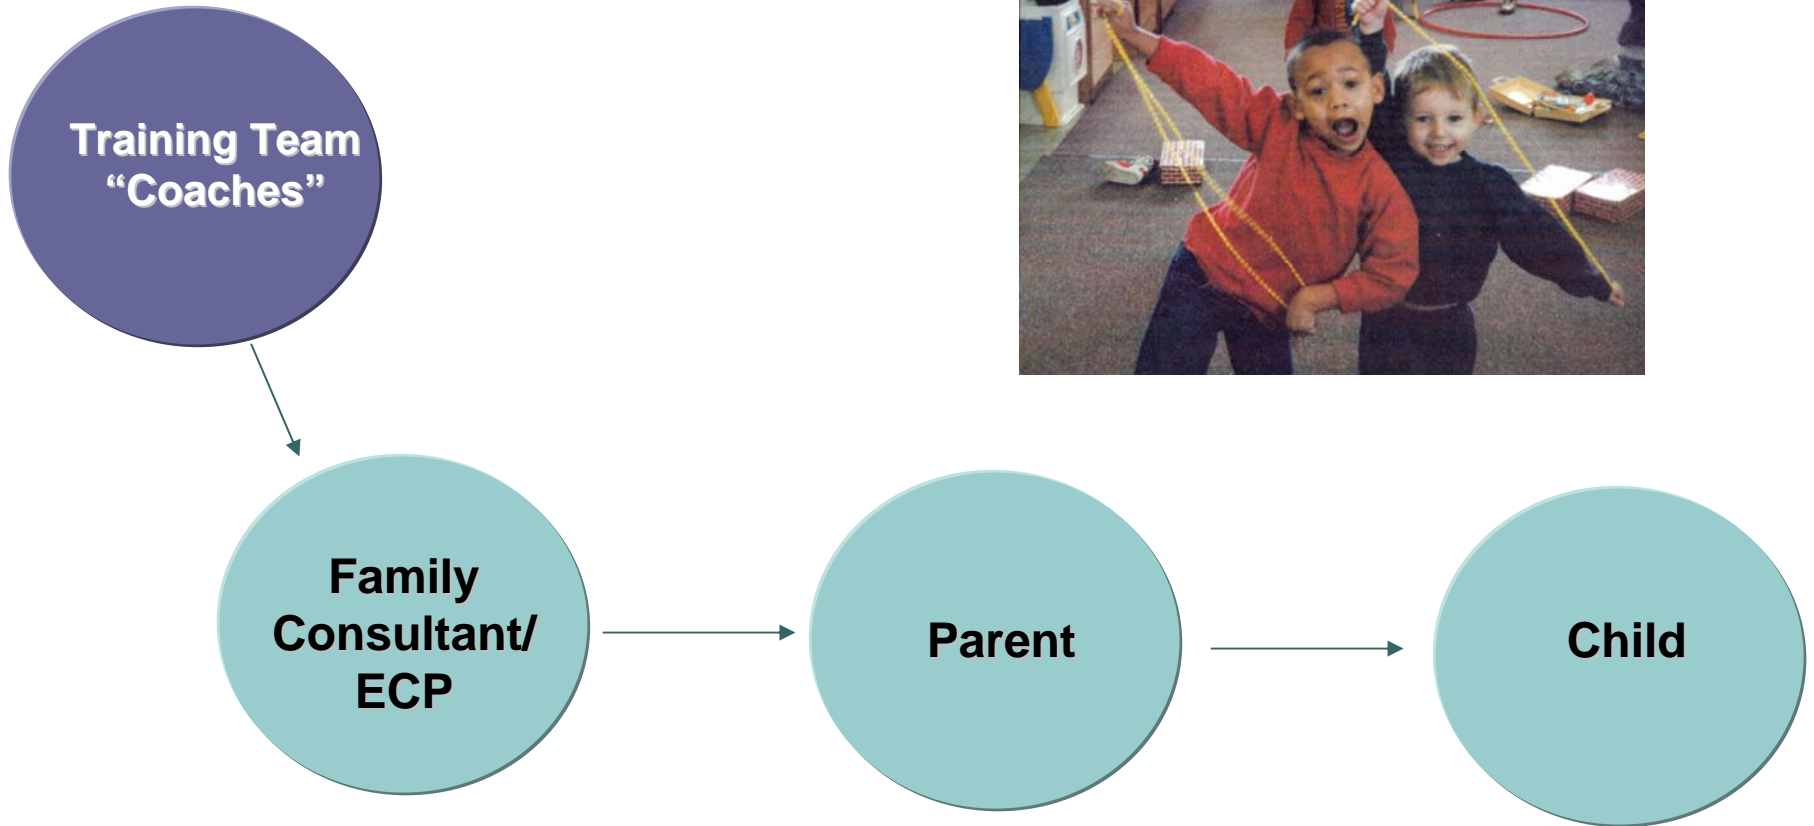 Training Team
“Coaches”
Family
Consultant/
ECP
Parent
Child